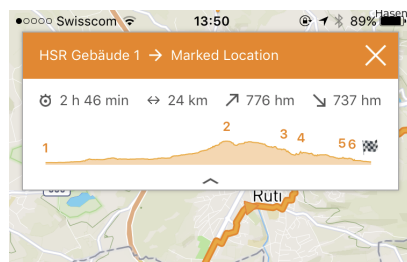 Swisscom 13:50 89%
Hasen
HSR Gebäude 1 → Marked Location
2 h 46 min ↔ 24 km ↗ 776 hm ↘ 737 hm
1 2 3 4 5 6
Rüti